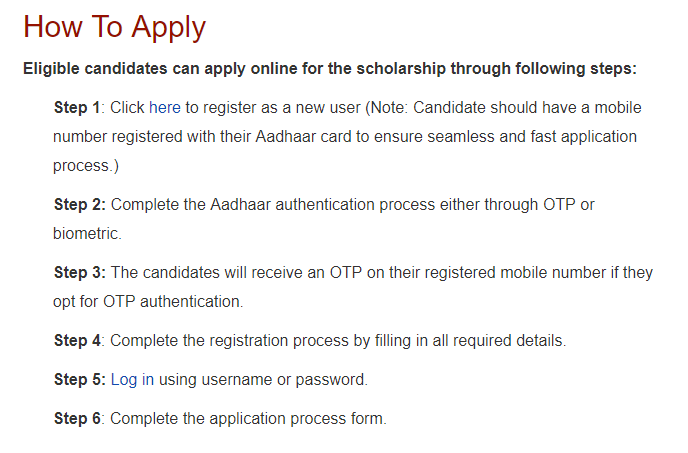 How To Apply
Eligible candidates can apply online for the scholarship through following steps:
Step 1: Click here to register as a new user (Note: Candidate should have a mobile
number registered with their Aadhaar card to ensure seamless and fast application
process.)
Step 2: Complete the Aadhaar authentication process either through OTP or
biometric.
Step 3: The candidates will receive an OTP on their registered mobile number if they
opt for OTP authentication.
Step 4: Complete the registration process by filling in all required details.
Step 5: Log in using username or password.
Step 6: Complete the application process form.